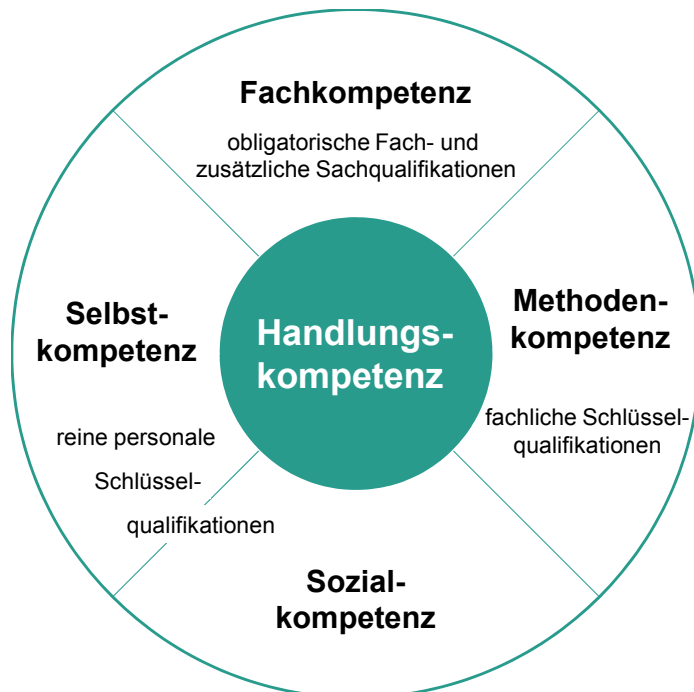 Fachkompetenz
obligatorische Fach- und
zusätzliche Sachqualifikationen
Selbst-
kompetenz
reine personale
Schlüssel-
qualifikationen
Handlungs-
kompetenz
Methoden-
kompetenz
fachliche Schlüssel-
qualifikationen
Sozial-
kompetenz